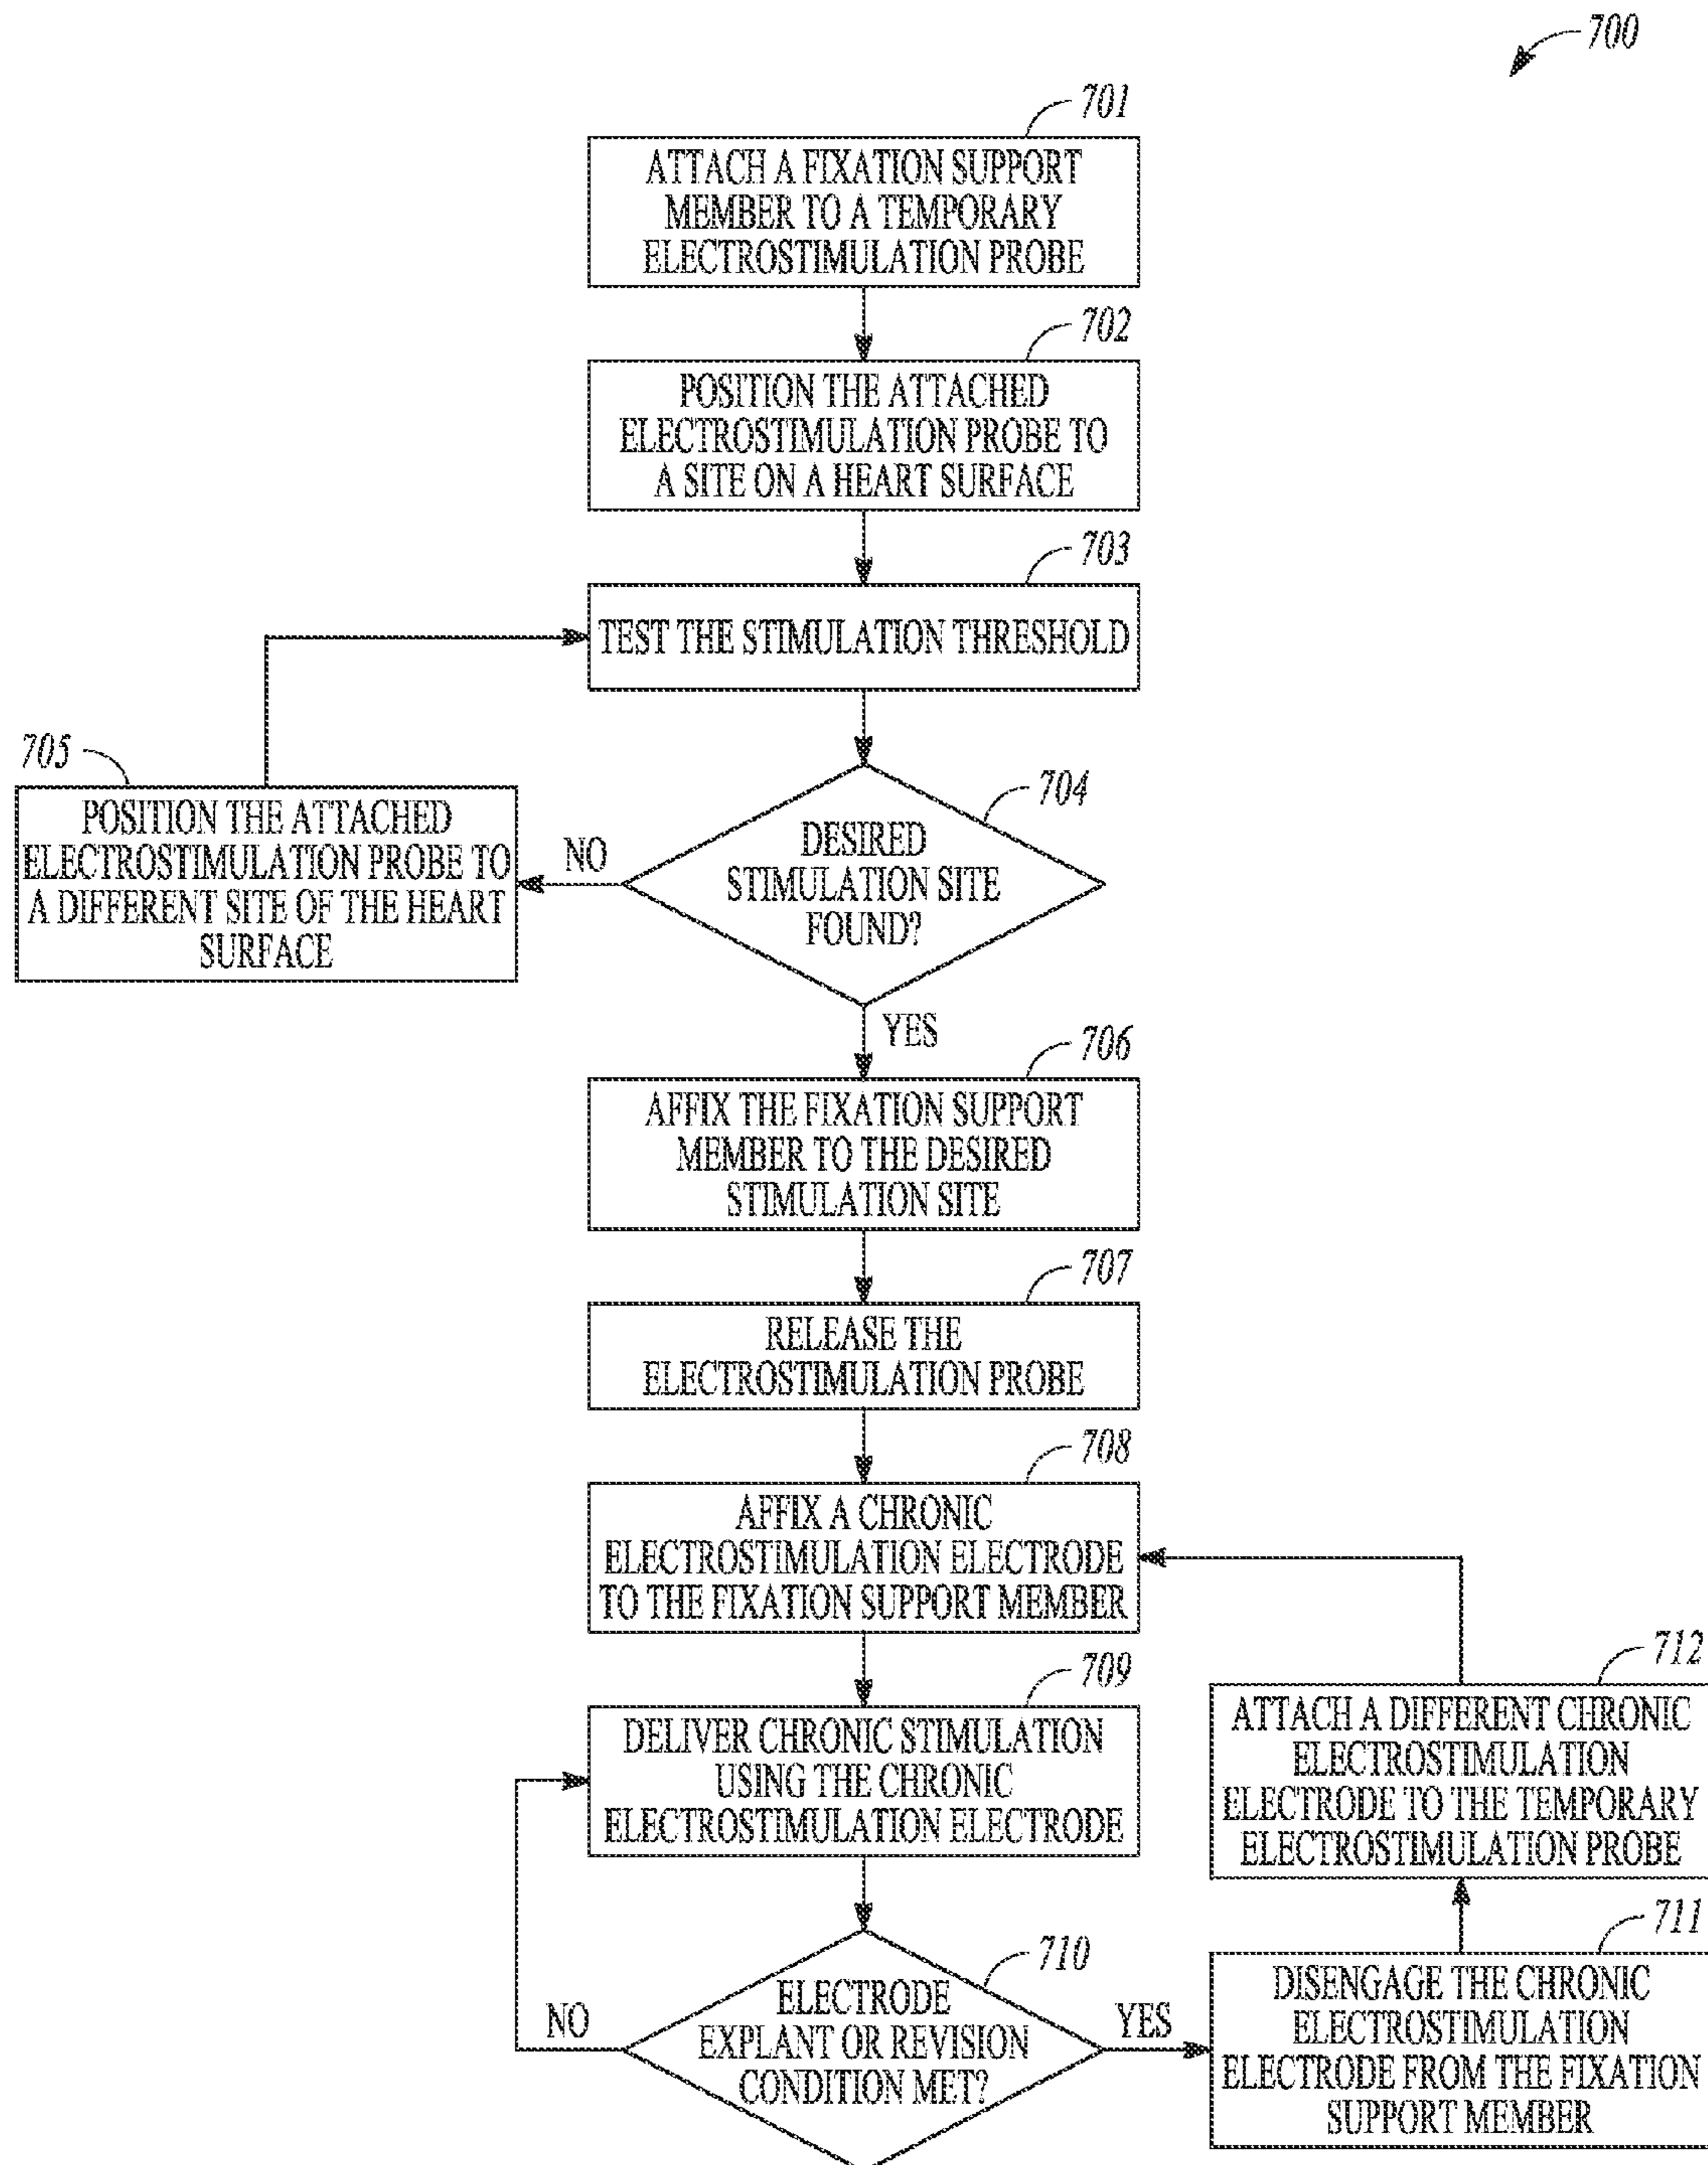 700
701
ATTACH A FIXATION SUPPORT
MEMBER TO A TEMPORARY
ELECTROSTIMULATION PROBE
702
POSITION THE ATTACHED
ELECTROSTIMULATION PROBE TO
A SITE ON A HEART SURFACE
703
TEST THE STIMULATION THRESHOLD
704
DESIRED
STIMULATION SITE
FOUND?
NO
705
POSITION THE ATTACHED
ELECTROSTIMULATION PROBE TO
A DIFFERENT SITE OF THE HEART
SURFACE
YES
706
AFFIX THE FIXATION SUPPORT
MEMBER TO THE DESIRED
STIMULATION SITE
707
RELEASE THE
ELECTROSTIMULATION PROBE
708
AFFIX A CHRONIC
ELECTROSTIMULATION ELECTRODE
TO THE FIXATION SUPPORT MEMBER
709
DELIVER CHRONIC STIMULATION
USING THE CHRONIC
ELECTROSTIMULATION ELECTRODE
710
ELECTRODE
EXPLANT OR REVISION
CONDITION MET?
NO
YES
711
DISENGAGE THE CHRONIC
ELECTROSTIMULATION
ELECTRODE FROM THE FIXATION
SUPPORT MEMBER
712
ATTACH A DIFFERENT CHRONIC
ELECTROSTIMULATION
ELECTRODE TO THE TEMPORARY
ELECTROSTIMULATION PROBE